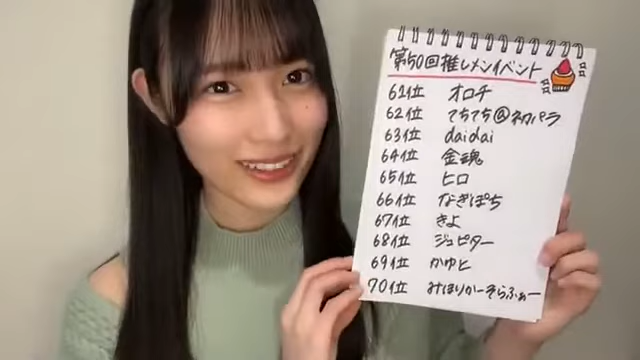 第50回推しメンイベント
61位 オロチ
62位 てちてち@ネ刀パラ
63位 daidai
64位 金魂
65位 ヒロ
66位 なぎぽち
67位 きよ
68位 ジュピター
69位 かゆと
70位 みほりかーそらふぁー